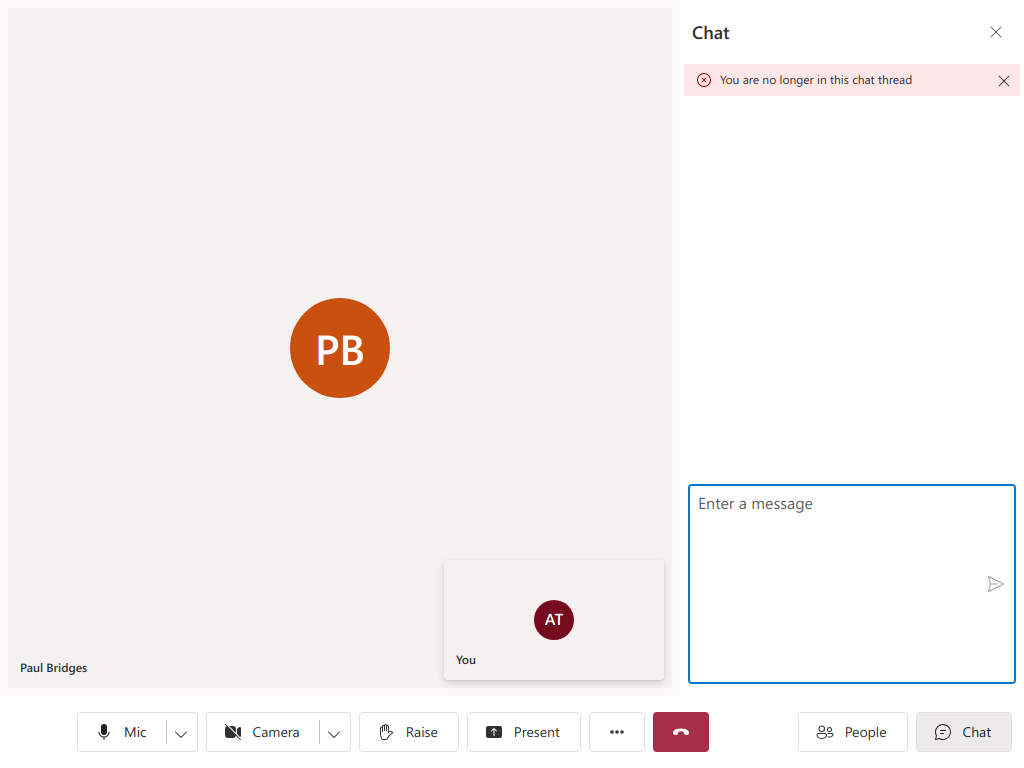 Chat
You are no longer in this chat thread
PB
Enter a message
AT
You
Paul Bridges
Mic
Camera
Raise
Present
People
Chat